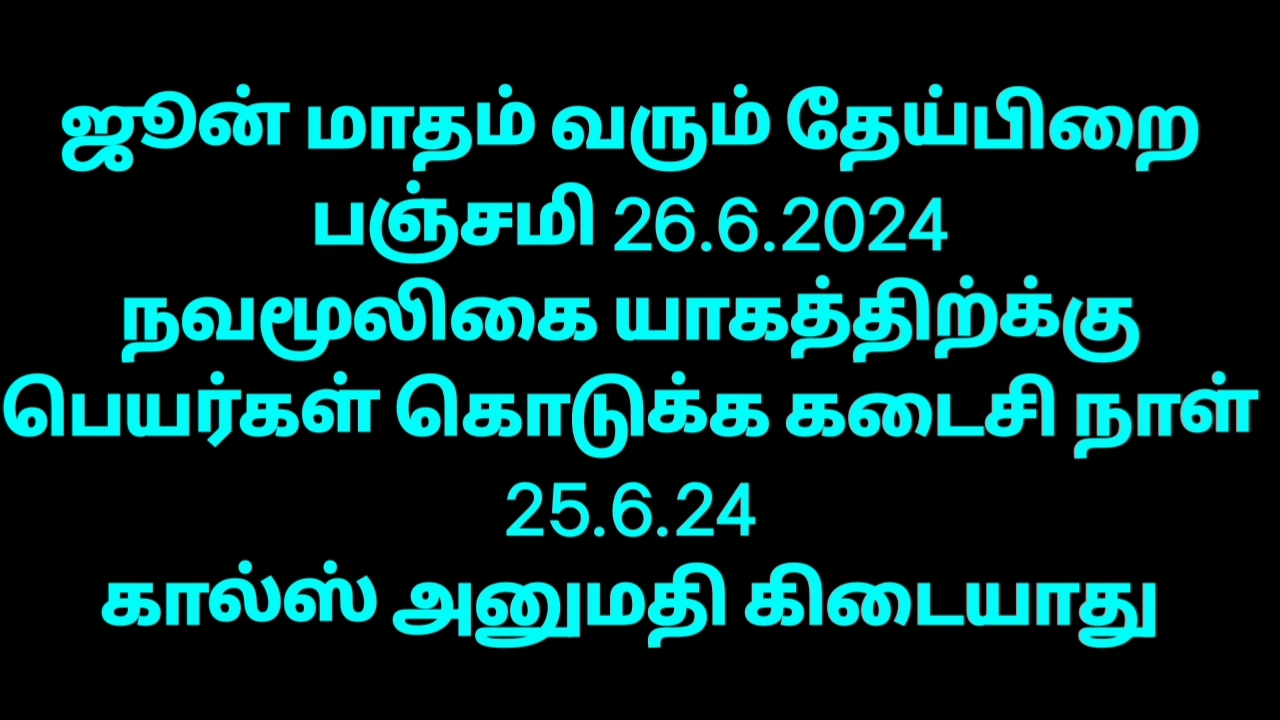 ஜூன் மாதம் வரும் தேய்பிறை
பஞ்சமி 26.6.2024
நவமூலிகை யாகத்திற்க்கு
பெயர்கள் கொடுக்க கடைசி நாள்
25.6.24
கால்ஸ் அனுமதி கிடையாது